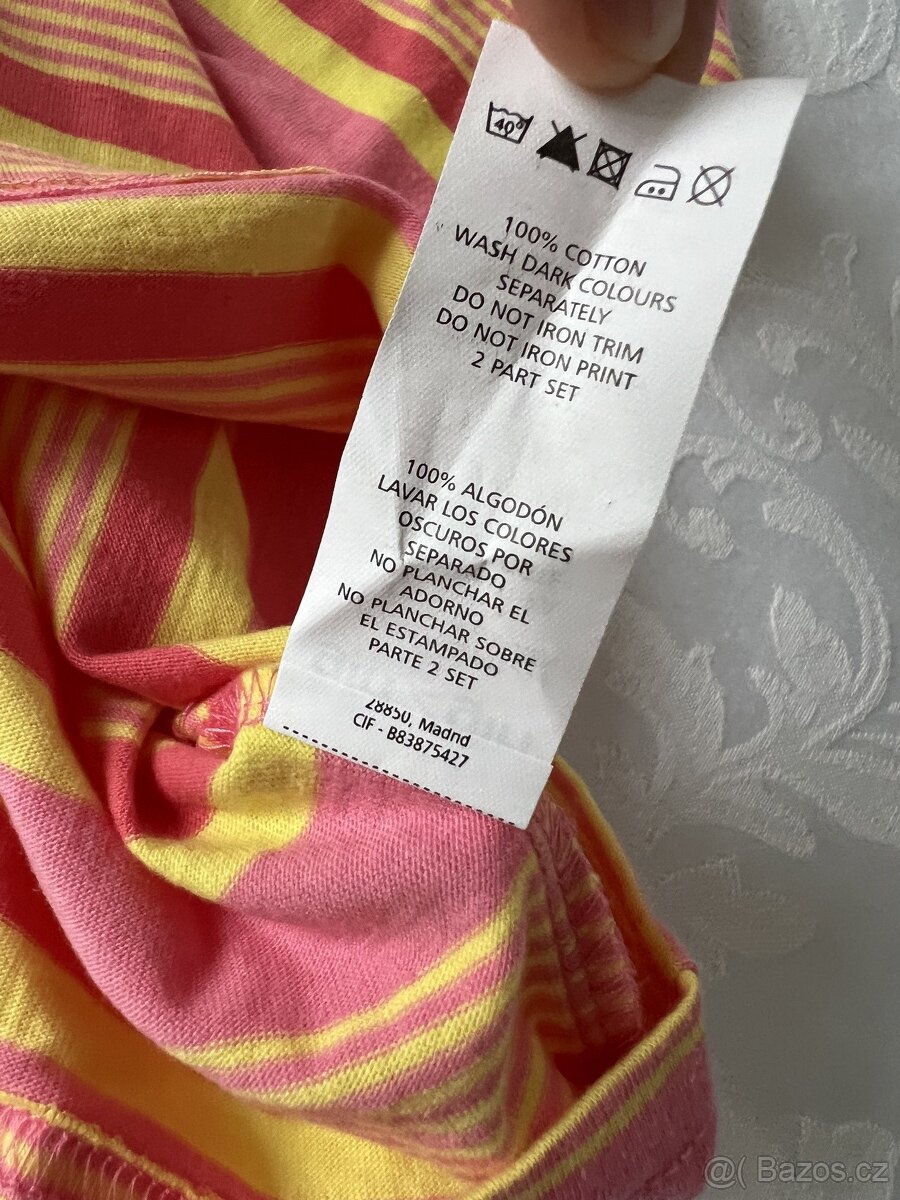 40°
100% COTTON
WASH DARK COLOURS
SEPARATELY
DO NOT IRON TRIM
DO NOT IRON PRINT
2 PART SET
100% ALGODÓN
LAVAR LOS COLORES
OSCUROS POR
SEPARADO
NO PLANCHAR EL
ADORNO
NO PLANCHAR SOBRE
EL ESTAMPADO
PARTE 2 SET
28850, Madrid
CIF - B83875427
@( Bazos.cz